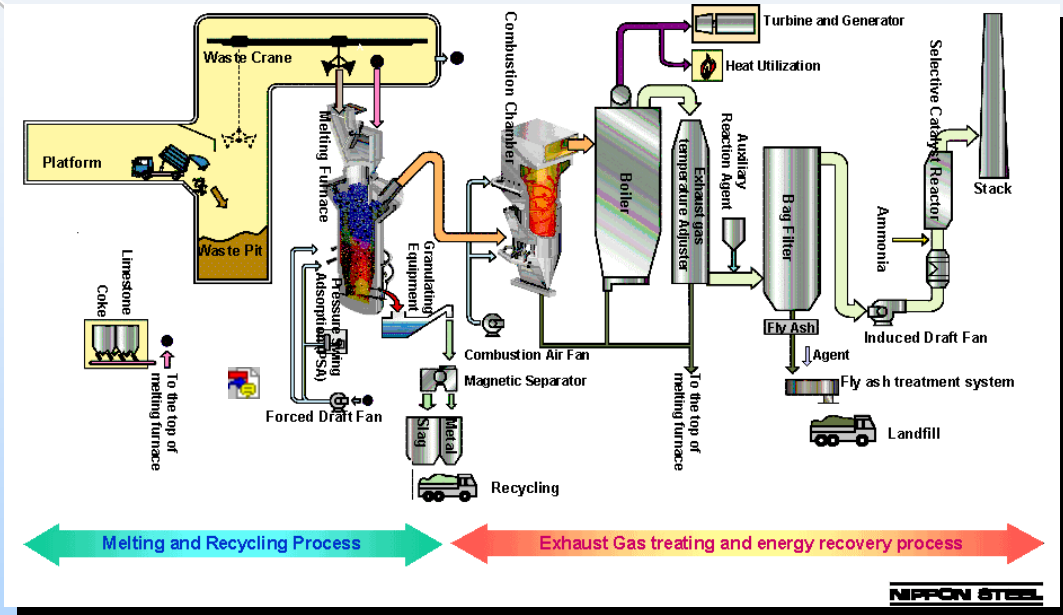 Waste Crane
Platform
Waste Pit
Limestone
Coke
To the top of
melting furnace
Melting Furnace
Pressure Swing
Adsorption (PSA)
Forced Draft Fan
Granulating
Equipment
Combustion Air Fan
Magnetic Separator
Slag
Metal
Recycling
Combustion
Chamber
Boiler
Turbine and Generator
Heat Utilization
Exhaust gas
temperature Adjuster
To the top of
melting furnace
Auxiliary
Reaction Agent
Bag Filter
Fly Ash
Agent
Fly ash treatment system
Landfill
Ammonia
Induced Draft Fan
Selective Catalyst
Reactor
Stack
Melting and Recycling Process
Exhaust Gas treating and energy recovery process
NIPPON STEEL